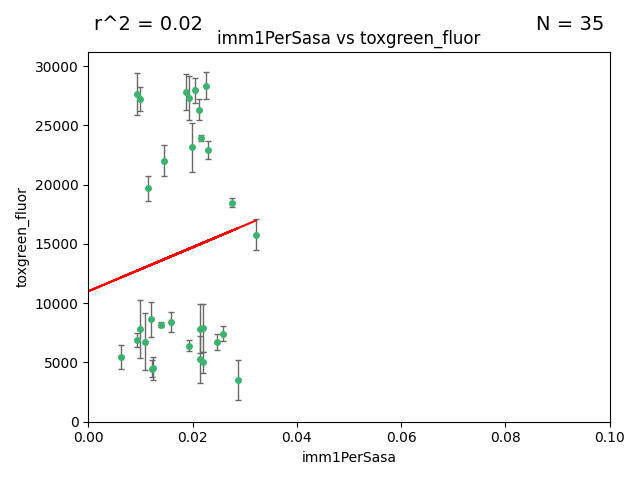 r^2 = 0.02
N = 35
imm1PerSasa vs toxgreen_fluor
30000
25000
20000
15000
10000
5000
0
toxgreen_fluor
0.00
0.02
0.04
0.06
0.08
0.10
imm1PerSasa